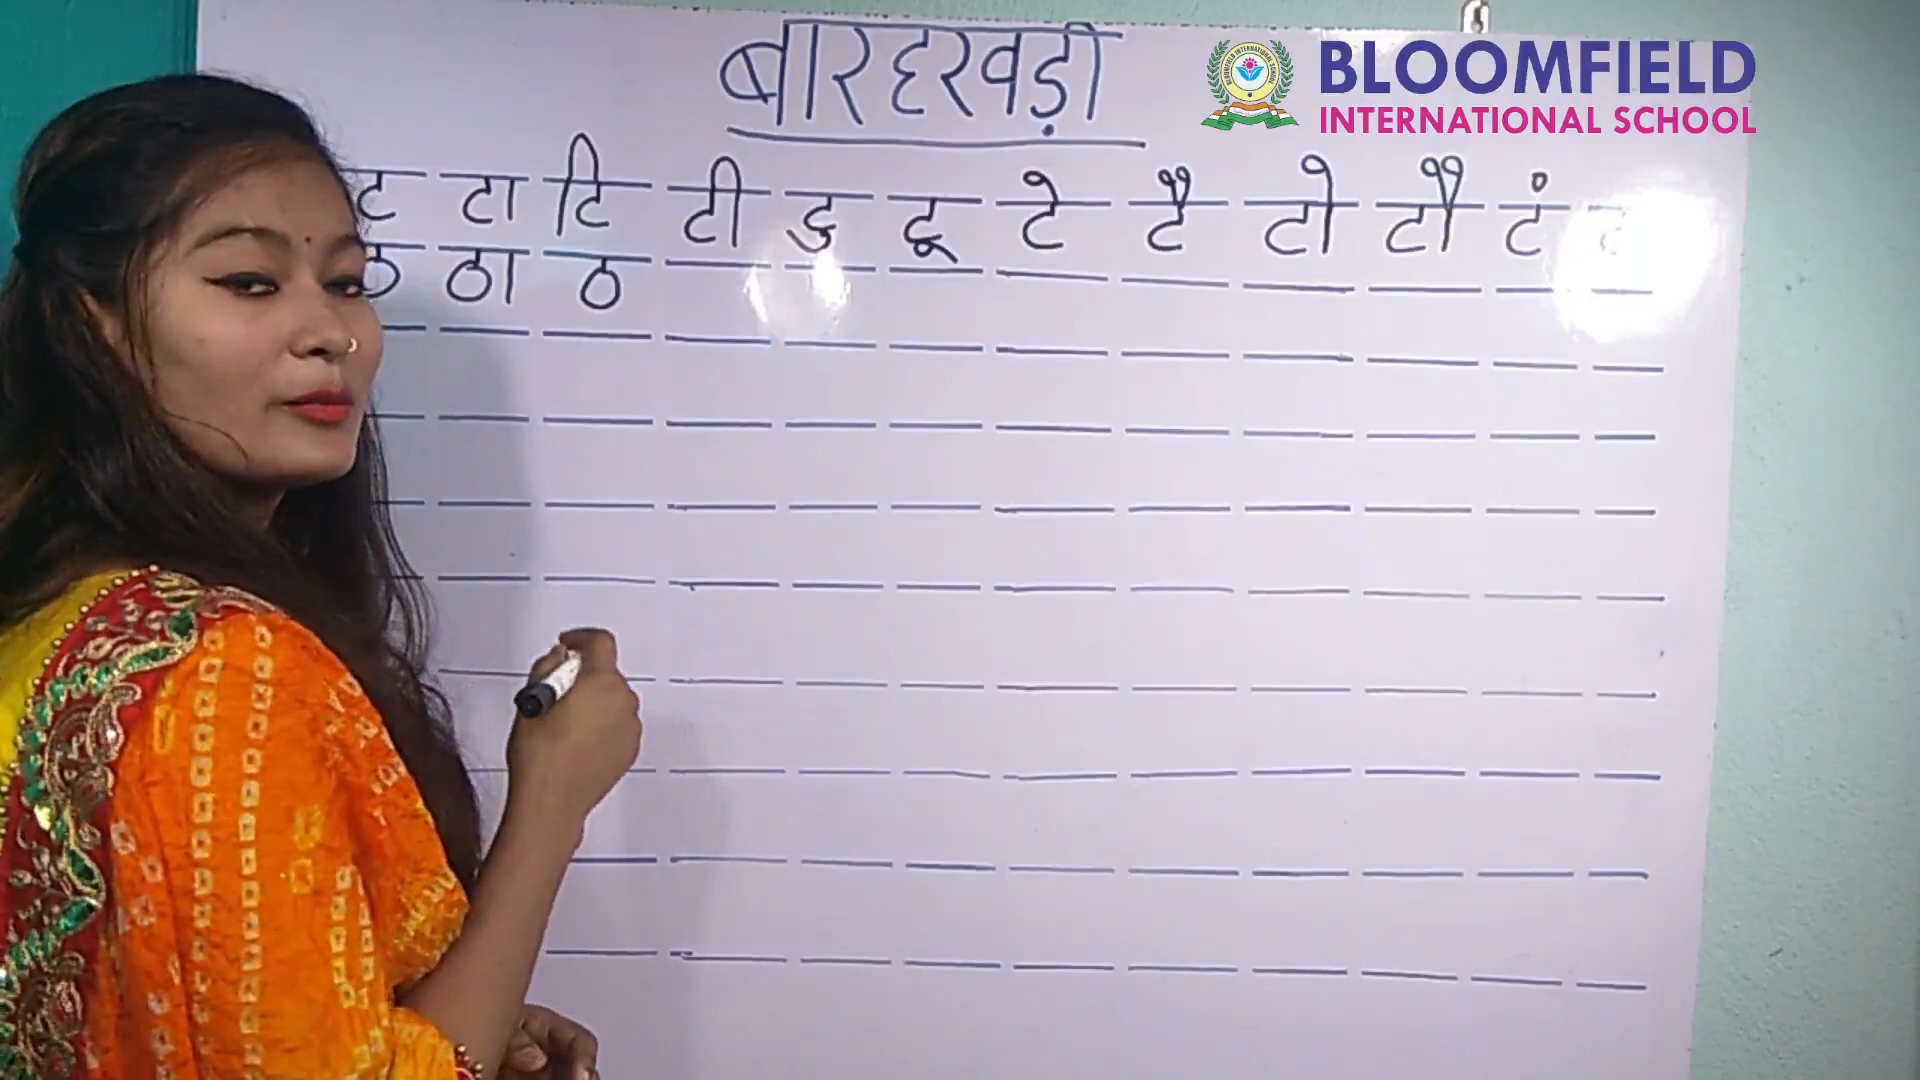 बारहखड़ी
BLOOMFIELD
INTERNATIONAL SCHOOL
ट टा टि टी टु टू टे टै टो टौ टं
ठ ठा ठ